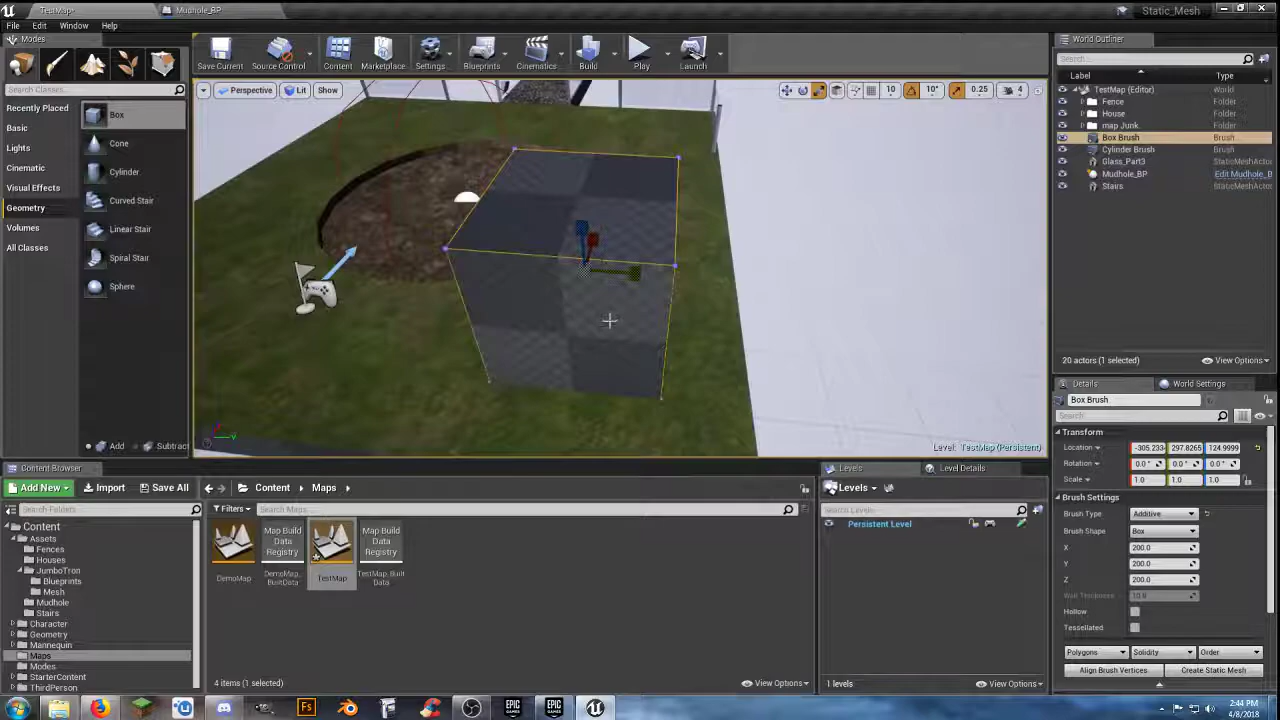 TestMap*
Mudhole_BP
Static_Mesh
File Edit Window Help
Modes
Search Classes
Recently Placed
Basic
Lights
Cinematic
Visual Effects
Geometry
Volumes
All Classes
Box
Cone
Cylinder
Curved Stair
Linear Stair
Spiral Stair
Sphere
Add Subtract
Save Current Source Control Content Marketplace Settings Blueprints Cinematics Build Play Launch
Perspective Lit Show 10 10° 0.25 4
Level: TestMap (Persistent)
World Outliner
Search...
Label Type
TestMap (Editor) World
Fence Folder
House Folder
map Junk Folder
Box Brush Brush
Cylinder Brush Brush
Glass_Part3 StaticMeshActor
Mudhole_BP Edit Mudhole_B
Stairs StaticMeshActor
20 actors (1 selected) View Options
Details World Settings
Box Brush
Search
Transform
Location -305.233 297.8265 124.9999
Rotation 0.0 ° 0.0 ° 0.0 °
Scale 1.0 1.0 1.0
Brush Settings
Brush Type Additive
Brush Shape Box
X 200.0
Y 200.0
Z 200.0
Wall Thickness 10.0
Hollow
Tessellated
Polygons Solidity Order
Align Brush Vertices Create Static Mesh
Content Browser
Add New Import Save All Content Maps
Search Folders
Filters Search Maps
Content
Assets
Fences
Houses
JumboTron
Blueprints
Mesh
Mudhole
Stairs
Character
Geometry
Mannequin
Maps
Modes
StarterContent
ThirdPerson
DemoMap
Map Build Data Registry
DemoMap_BuiltData
TestMap
Map Build Data Registry
TestMap_Built Data
4 items (1 selected) View Options
Levels Level Details
Levels
Search Levels
Persistent Level
1 levels View Options
Fs
EPIC GAMES
EPIC GAMES
2:44 PM
4/8/2018